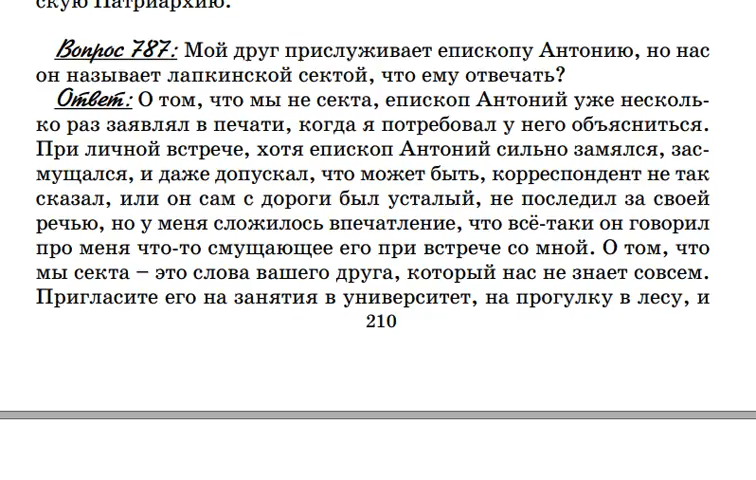 скую Патриархию.
Вопрос 787: Мой друг прислуживает епископу Антонию, но нас
он называет лапкинской сектой, что ему отвечать?
Ответ: О том, что мы не секта, епископ Антоний уже несколь-
ко раз заявлял в печати, когда я потребовал у него объясниться.
При личной встрече, хотя епископ Антоний сильно замялся, зас-
мущался, и даже допускал, что может быть, корреспондент не так
сказал, или он сам с дороги был усталый, не последил за своей
речью, но у меня сложилось впечатление, что всё-таки он говорил
про меня что-то смущающее его при встрече со мной. О том, что
мы секта – это слова вашего друга, который нас не знает совсем.
Пригласите его на занятия в университет, на прогулку в лесу, и
210